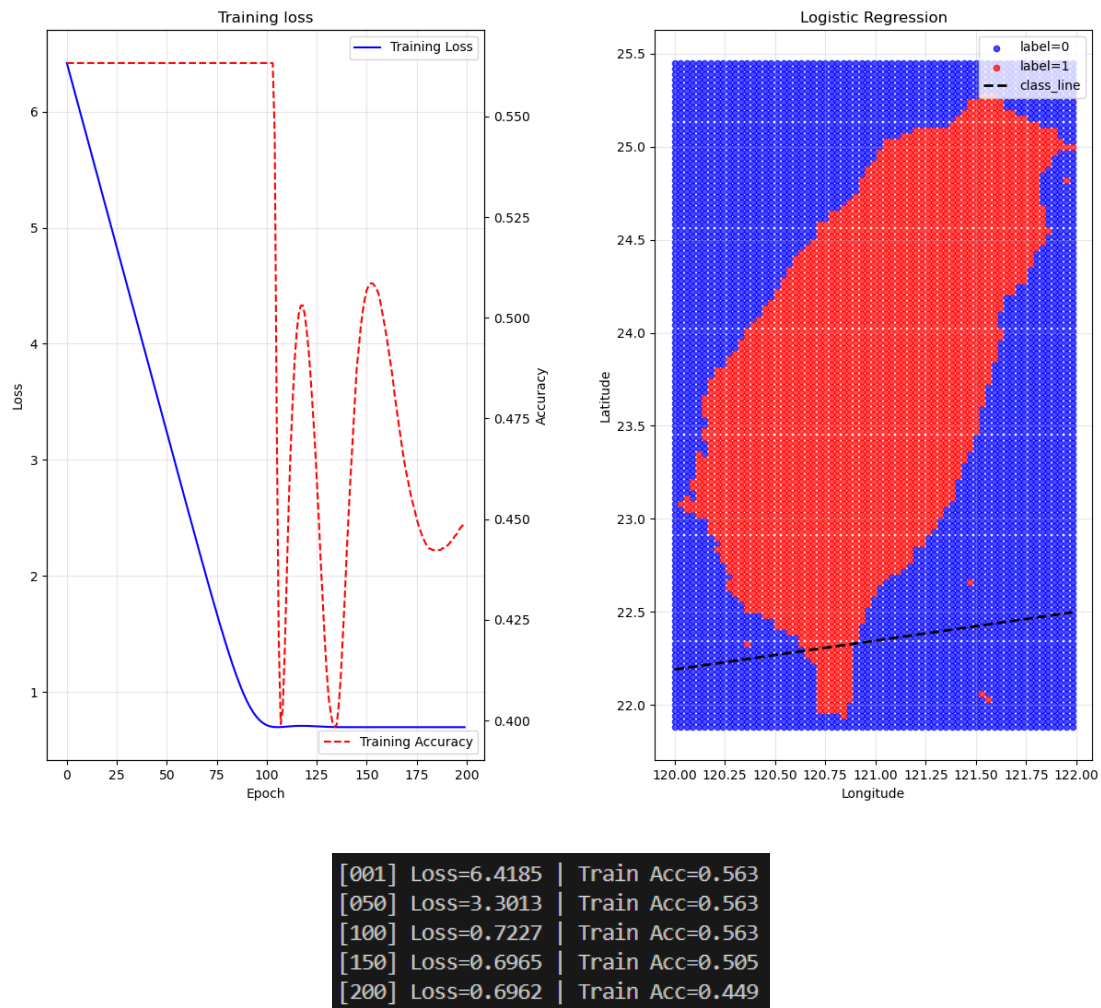 Training loss
Training Loss
6
5
4
3
2
1
Loss
0.550
0.525
0.500
0.475
0.450
0.425
0.400
Accuracy
Training Accuracy
0 25 50 75 100 125 150 175 200
Epoch
Logistic Regression
label=0
label=1
class_line
25.5
25.0
24.5
24.0
23.5
23.0
22.5
22.0
Latitude
120.00 120.25 120.50 120.75 121.00 121.25 121.50 121.75 122.00
Longitude
[001] Loss=6.4185 | Train Acc=0.563
[050] Loss=3.3013 | Train Acc=0.563
[100] Loss=0.7227 | Train Acc=0.563
[150] Loss=0.6965 | Train Acc=0.505
[200] Loss=0.6962 | Train Acc=0.449